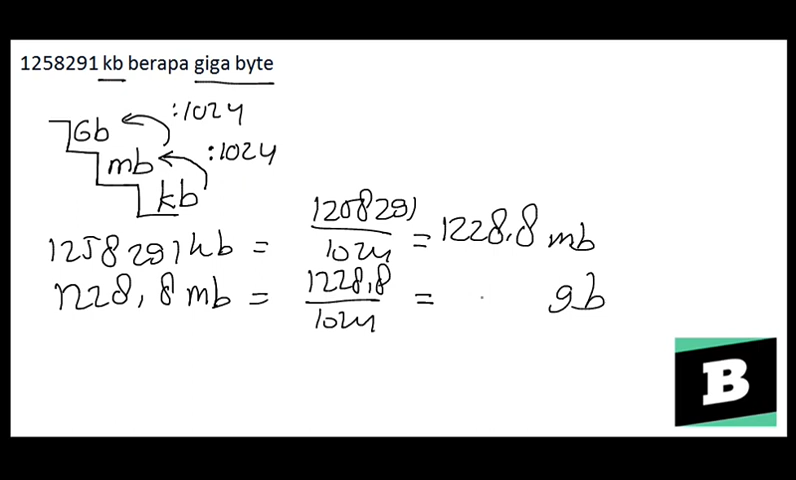 1258291 kb berapa giga byte
:1024
Gb
:1024
mb
kb
1258291 kb = 1258291 / 1024 = 1228,8 mb
1228,8 mb = 1228,8 / 1024 = gb
B